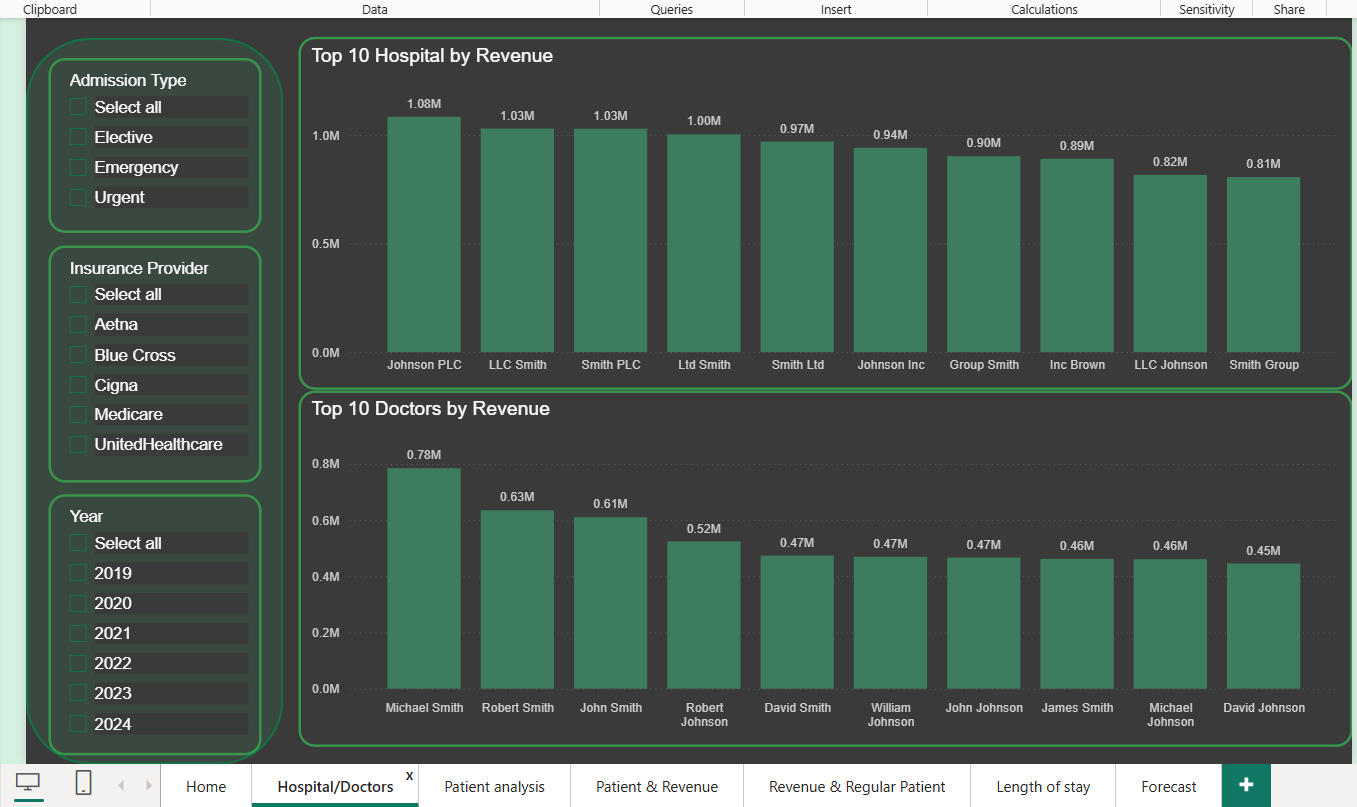 Clipboard Data Queries Insert Calculations Sensitivity Share
Admission Type
Select all
Elective
Emergency
Urgent
Insurance Provider
Select all
Aetna
Blue Cross
Cigna
Medicare
UnitedHealthcare
Year
Select all
2019
2020
2021
2022
2023
2024
Top 10 Hospital by Revenue
1.08M 1.03M 1.03M 1.00M 0.97M 0.94M 0.90M 0.89M 0.82M 0.81M
1.0M
0.5M
0.0M
Johnson PLC LLC Smith Smith PLC Ltd Smith Smith Ltd Johnson Inc Group Smith Inc Brown LLC Johnson Smith Group
Top 10 Doctors by Revenue
0.78M 0.63M 0.61M 0.52M 0.47M 0.47M 0.47M 0.46M 0.46M 0.45M
0.8M
0.6M
0.4M
0.2M
0.0M
Michael Smith Robert Smith John Smith Robert Johnson David Smith William Johnson John Johnson James Smith Michael Johnson David Johnson
Home Hospital/Doctors x Patient analysis Patient & Revenue Revenue & Regular Patient Length of stay Forecast +